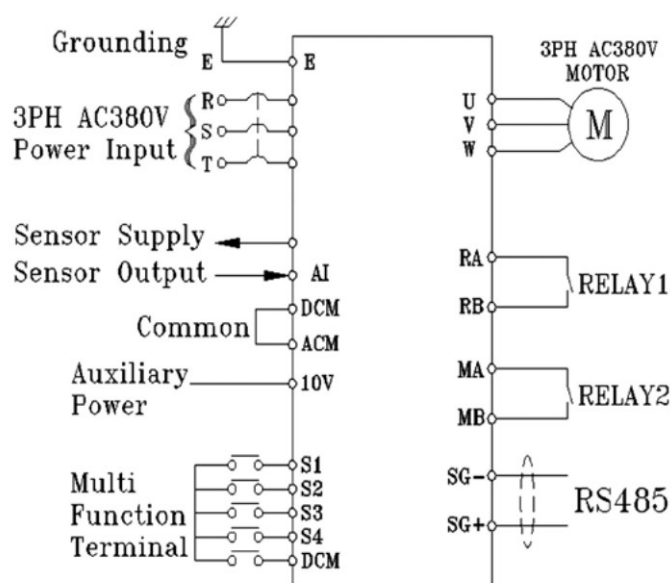 Grounding
E
E
3PH AC380V
Power Input
R
S
T
3PH AC380V
MOTOR
U
V
W
M
Sensor Supply
Sensor Output
AI
DCM
Common
ACM
Auxiliary
Power
10V
RA
RB
RELAY1
MA
MB
RELAY2
Multi
Function
Terminal
S1
S2
S3
S4
DCM
SG-
SG+
RS485